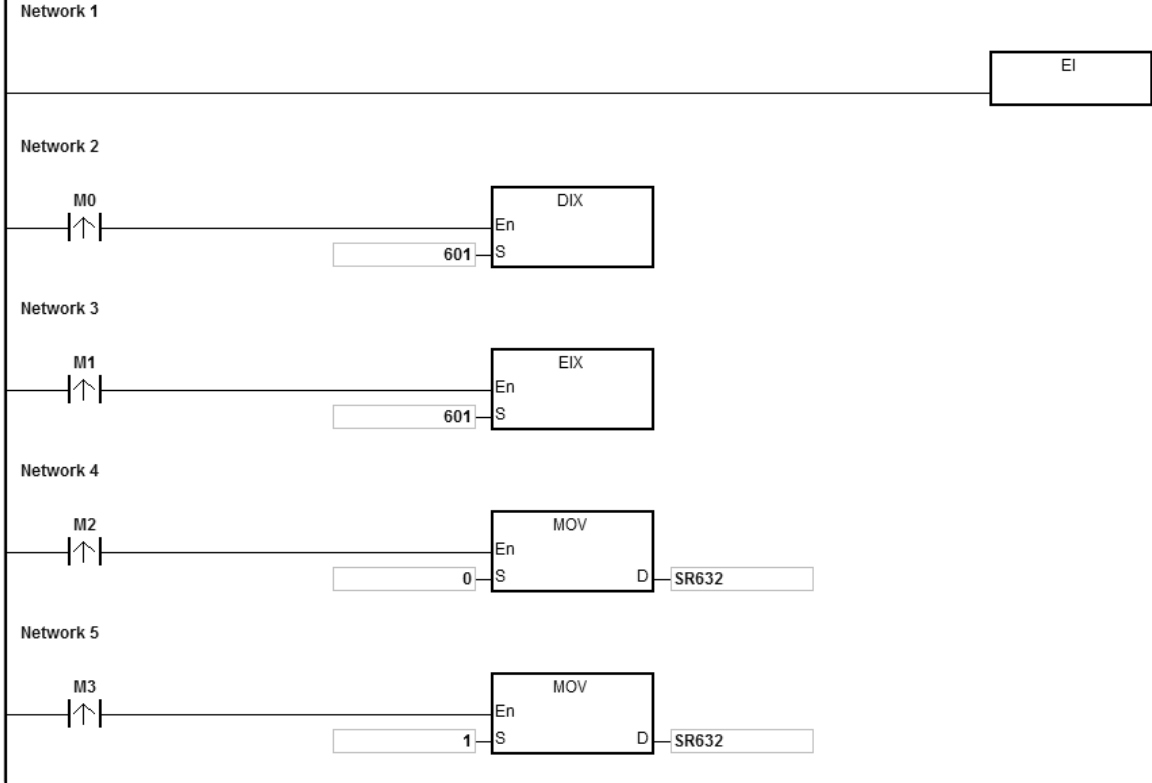 Network 1
EI
Network 2
M0
DIX
En
601 S
Network 3
M1
EIX
En
601 S
Network 4
M2
MOV
En
0 S D SR632
Network 5
M3
MOV
En
1 S D SR632